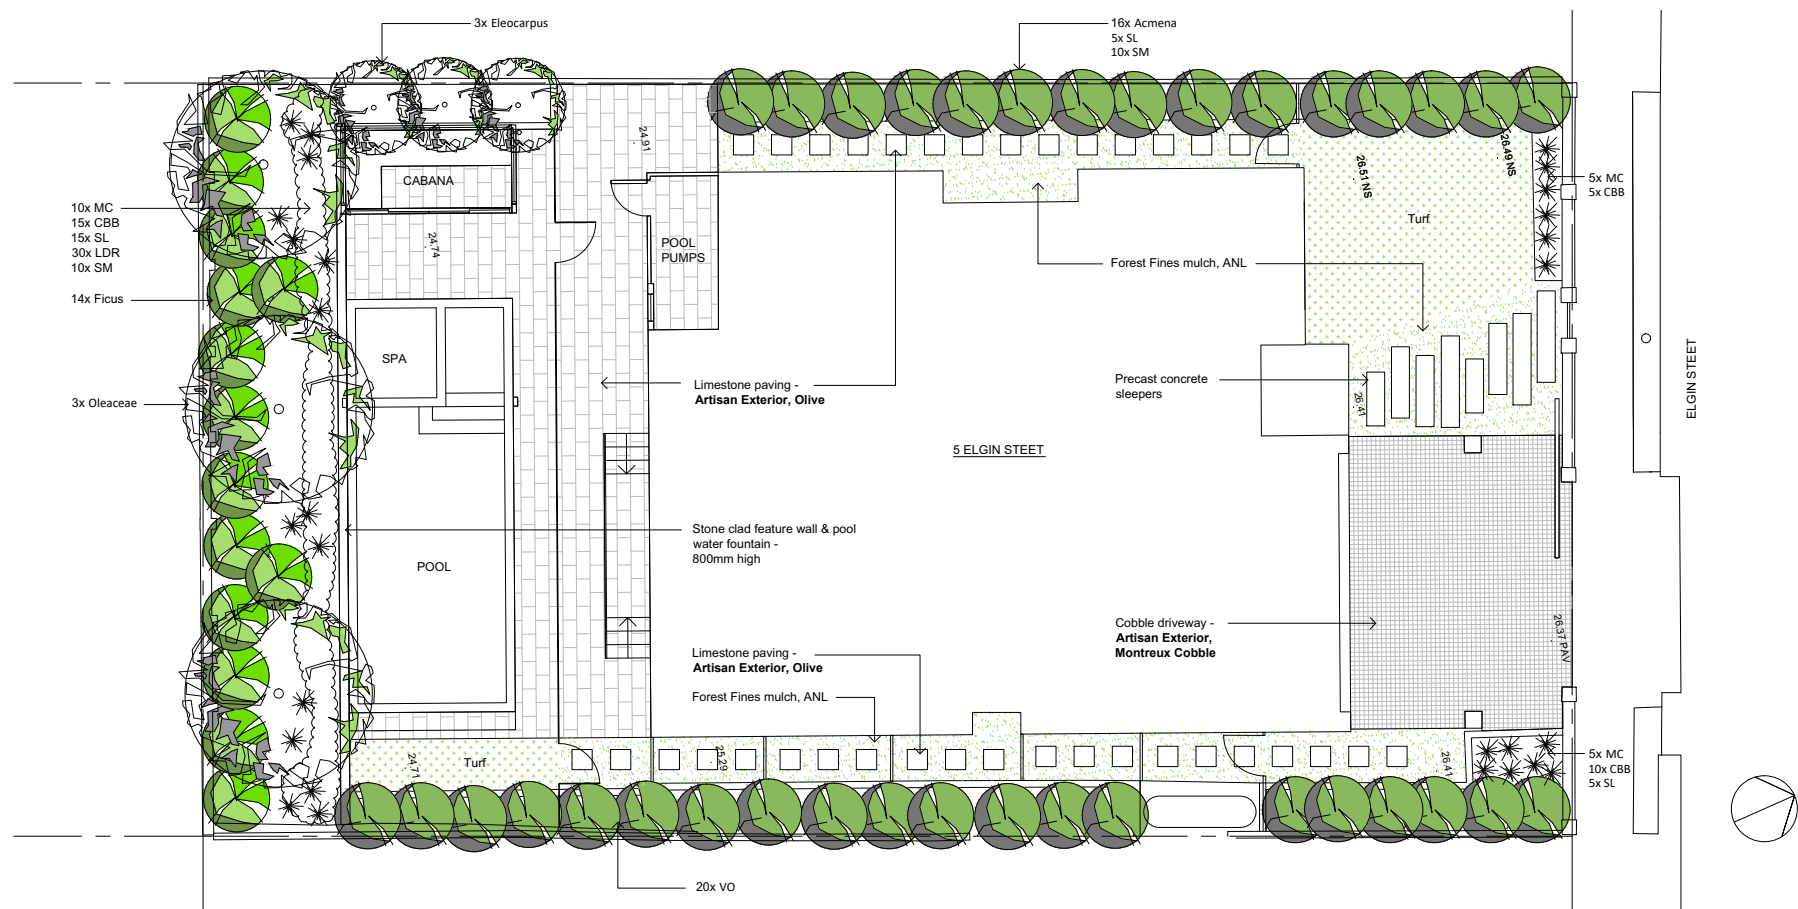 3x Eleocarpus
16x Acmena
5x SL
10x SM
24.91
CABANA
26.51 NS
26.49 NS
5x MC
5x CBB
10x MC
15x CBB
15x SL
30x LDR
10x SM
Turf
24.74
POOL
PUMPS
Forest Fines mulch, ANL
14x Ficus
SPA
ELGIN STREET
Limestone paving -
Artisan Exterior, Olive
Precast concrete
sleepers
26.41
3x Oleaceae
5 ELGIN STEET
Stone clad feature wall & pool
water fountain -
800mm high
POOL
Cobble driveway -
Artisan Exterior,
Montreux Cobble
26.37 PAV
Limestone paving -
Artisan Exterior, Olive
Forest Fines mulch, ANL
24.71
Turf
25.29
26.41
5x MC
10x CBB
5x SL
20x VO